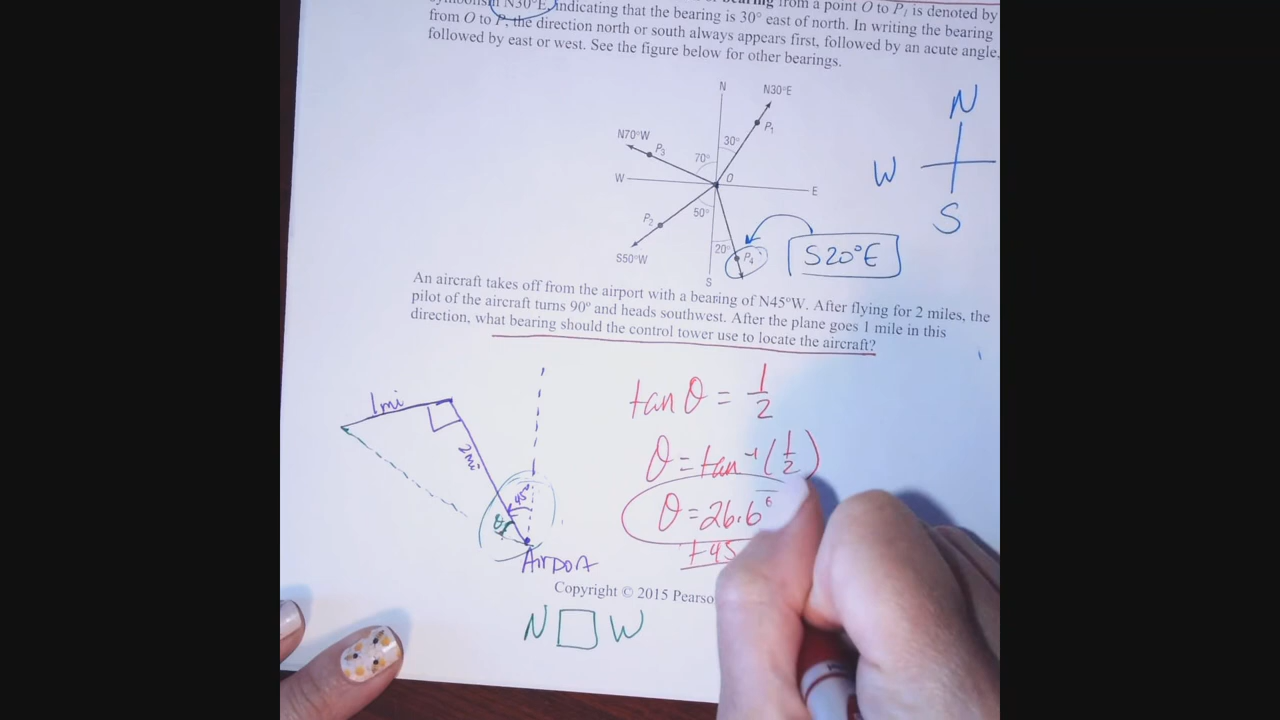 bearing from a point O to P₁ is denoted by
N30°E, indicating that the bearing is 30° east of north. In writing the bearing
from O to P, the direction north or south always appears first, followed by an acute angle,
followed by east or west. See the figure below for other bearings.
N
N30°E
P₁
30°
N70°W
P₃
70°
O
W
E
50°
P₂
20°
P₄
S50°W
S
N
W
S
S20°E
An aircraft takes off from the airport with a bearing of N45°W. After flying for 2 miles, the
pilot of the aircraft turns 90° and heads southwest. After the plane goes 1 mile in this
direction, what bearing should the control tower use to locate the aircraft?
1mi
2mi
45°
θ
Airport
tan θ = 1/2
θ = tan⁻¹(1/2)
θ = 26.6°
+45
Copyright © 2015 Pearso
N □ W